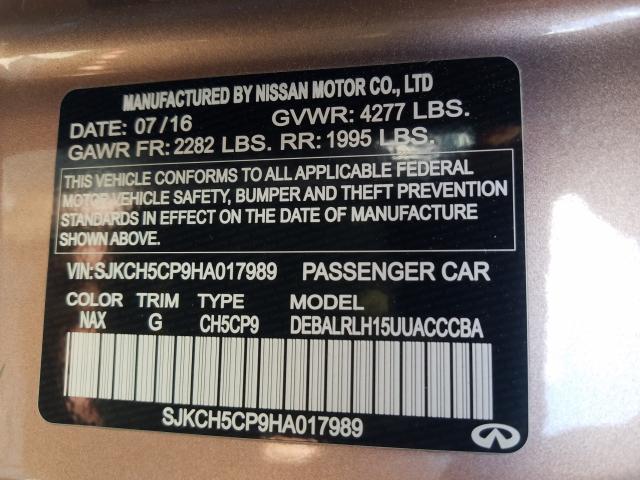 MANUFACTURED BY NISSAN MOTOR CO., LTD
DATE: 07/16 GVWR: 4277 LBS.
GAWR FR: 2282 LBS. RR: 1995 LBS.
THIS VEHICLE CONFORMS TO ALL APPLICABLE FEDERAL
MOTOR VEHICLE SAFETY, BUMPER AND THEFT PREVENTION
STANDARDS IN EFFECT ON THE DATE OF MANUFACTURE
SHOWN ABOVE.
VIN:SJKCH5CP9HA017989 PASSENGER CAR
COLOR TRIM TYPE MODEL
NAX G CH5CP9 DEBALRLH15UUACCCBA
SJKCH5CP9HA017989
INFINITI